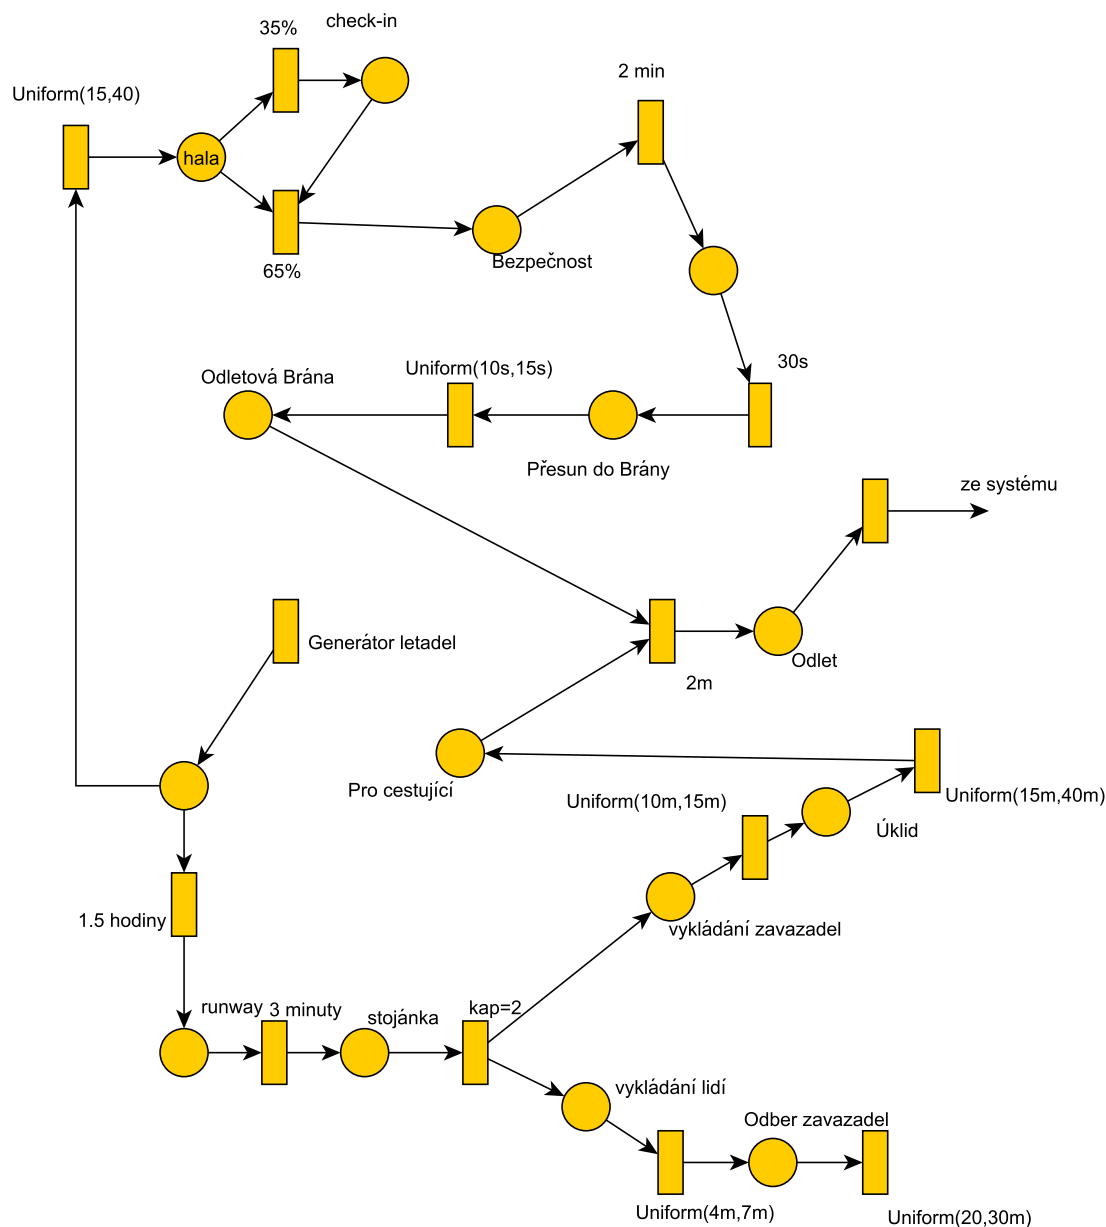 check-in
35%
Uniform(15,40)
2 min
hala
Bezpečnost
65%
30s
Uniform(10s,15s)
Odletová Brána
Přesun do Brány
ze systému
Generátor letadel
Odlet
2m
Pro cestující
Uniform(10m,15m)
Uniform(15m,40m)
Úklid
1.5 hodiny
vykládání zavazadel
runway
3 minuty
stojánka
kap=2
vykládání lidí
Odber zavazadel
Uniform(4m,7m)
Uniform(20,30m)